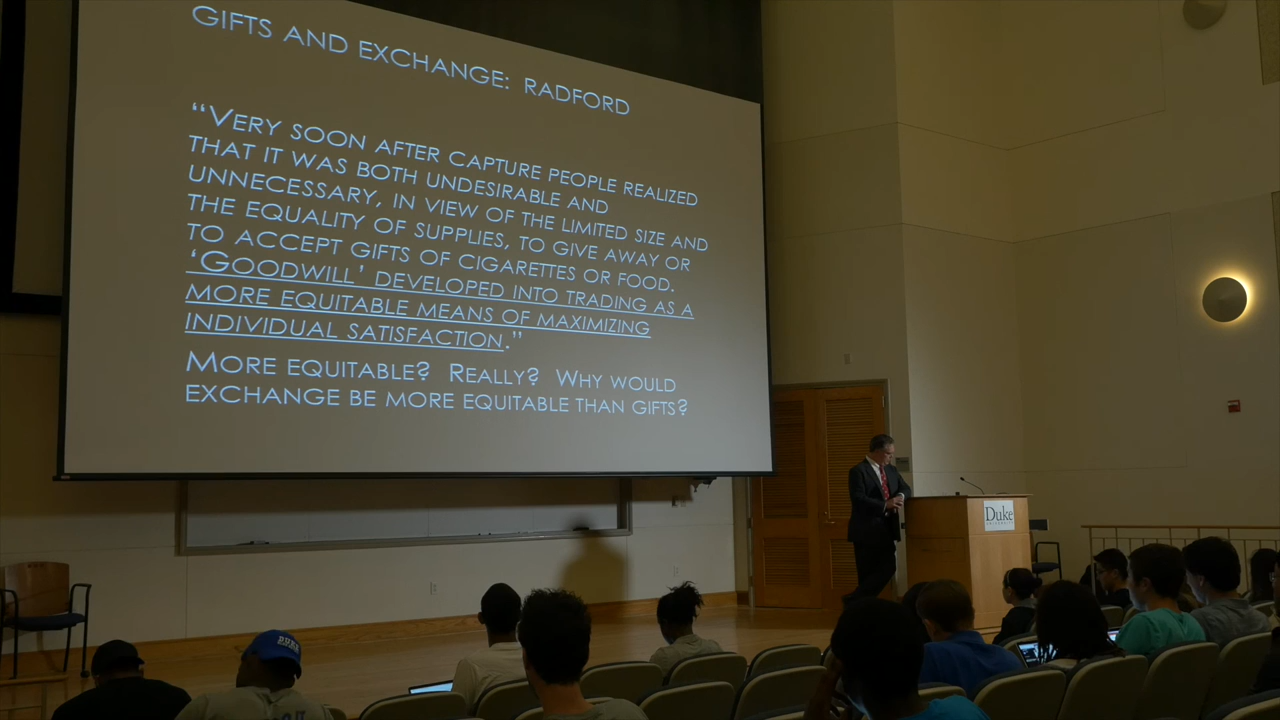 GIFTS AND EXCHANGE: RADFORD
“VERY SOON AFTER CAPTURE PEOPLE REALIZED
THAT IT WAS BOTH UNDESIRABLE AND
UNNECESSARY, IN VIEW OF THE LIMITED SIZE AND
THE EQUALITY OF SUPPLIES, TO GIVE AWAY OR
TO ACCEPT GIFTS OF CIGARETTES OR FOOD.
‘GOODWILL’ DEVELOPED INTO TRADING AS A
MORE EQUITABLE MEANS OF MAXIMIZING
INDIVIDUAL SATISFACTION.”
MORE EQUITABLE? REALLY? WHY WOULD
EXCHANGE BE MORE EQUITABLE THAN GIFTS?
Duke
UNIVERSITY
DUKE